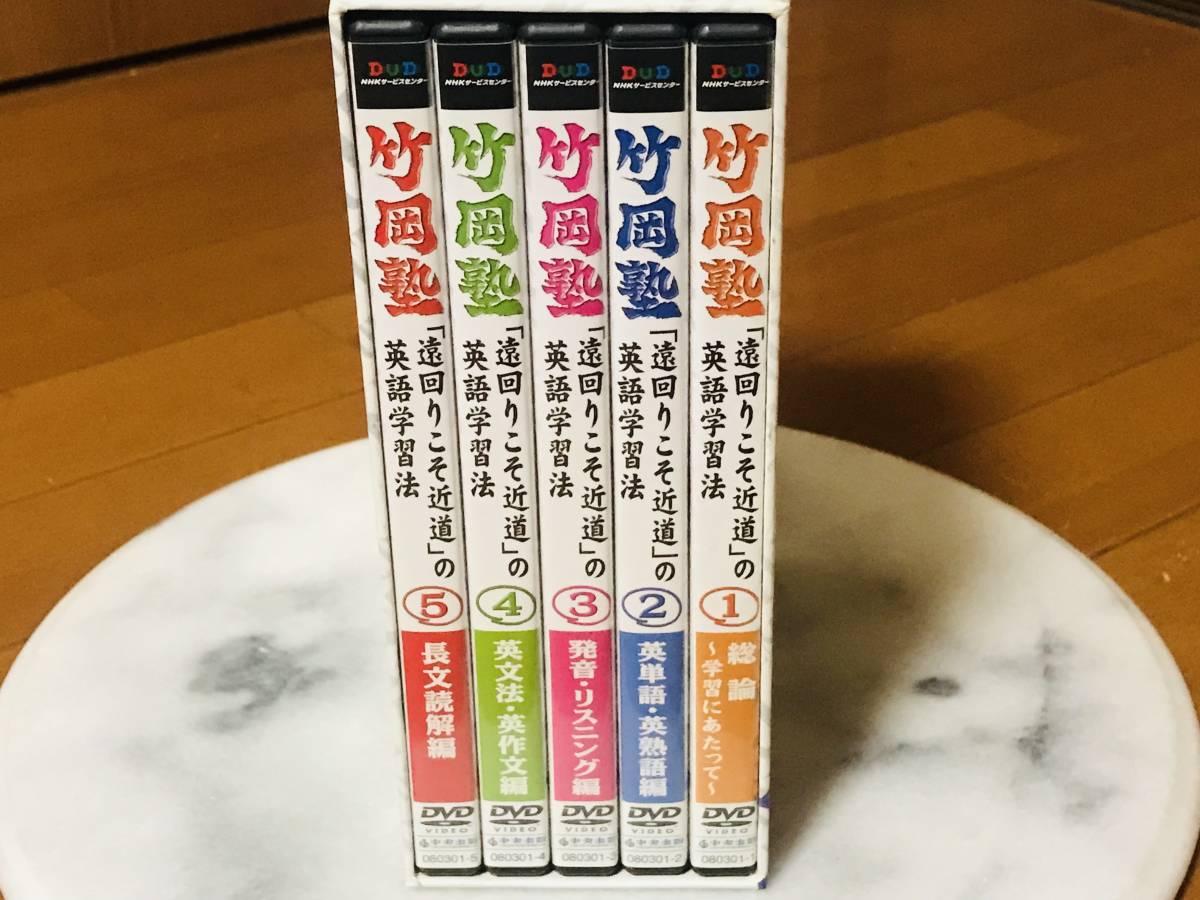 DVD
NHKサービスセンター
竹岡塾
「遠回りこそ近道」の
英語学習法
1
総論
～学習にあたって～
DVD
VIDEO
080301-1
DVD
NHKサービスセンター
竹岡塾
「遠回りこそ近道」の
英語学習法
2
英単語・英熟語編
DVD
VIDEO
080301-2
DVD
NHKサービスセンター
竹岡塾
「遠回りこそ近道」の
英語学習法
3
発音・リスニング編
DVD
VIDEO
080301-3
DVD
NHKサービスセンター
竹岡塾
「遠回りこそ近道」の
英語学習法
4
英文法・英作文編
DVD
VIDEO
080301-4
DVD
NHKサービスセンター
竹岡塾
「遠回りこそ近道」の
英語学習法
5
長文読解編
DVD
VIDEO
080301-5